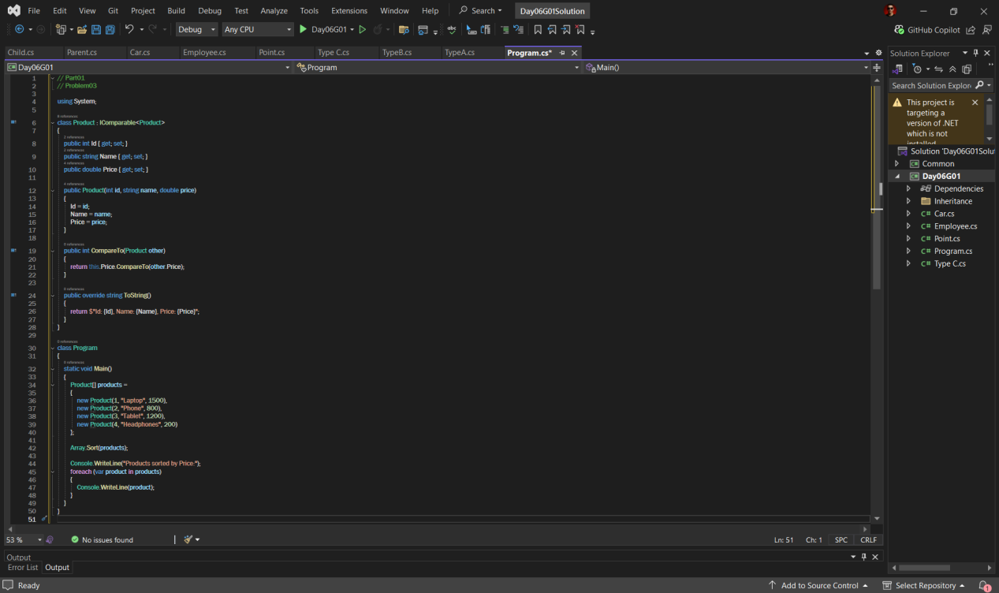 File Edit View Git Project Build Debug Test Analyze Tools Extensions Window Help Search Day06G01Solution
Debug Any CPU Day06G01 GitHub Copilot
Child.cs Parent.cs Car.cs Employee.cs Point.cs Type C.cs TypeB.cs TypeA.cs Program.cs*
Day06G01 Program Main()
1 // Part01
2 // Problem03
3
4 using System;
5
6 references
6 class Product : IComparable<Product>
7 {
2 references
8 public int Id { get; set; }
2 references
9 public string Name { get; set; }
4 references
10 public double Price { get; set; }
11
4 references
12 public Product(int id, string name, double price)
13 {
14 Id = id;
15 Name = name;
16 Price = price;
17 }
18
0 references
19 public int CompareTo(Product other)
20 {
21 return this.Price.CompareTo(other.Price);
22 }
23
0 references
24 public override string ToString()
25 {
26 return $"Id: {Id}, Name: {Name}, Price: {Price}";
27 }
28 }
29
0 references
30 class Program
31 {
0 references
32 static void Main()
33 {
34 Product[] products =
35 {
36 new Product(1, "Laptop", 1500),
37 new Product(2, "Phone", 800),
38 new Product(3, "Tablet", 1200),
39 new Product(4, "Headphones", 200)
40 };
41
42 Array.Sort(products);
43
44 Console.WriteLine("Products sorted by Price:");
45 foreach (var product in products)
46 {
47 Console.WriteLine(product);
48 }
49 }
50 }
51
53 % No issues found Ln: 51 Ch: 1 SPC CRLF
Output
Error List Output
Solution Explorer
Search Solution Explor
This project is
targeting a
version of .NET
which is not
installed
Solution 'Day06G01Solu
Common
Day06G01
Dependencies
Inheritance
C# Car.cs
C# Employee.cs
C# Point.cs
C# Program.cs
C# Type C.cs
Ready Add to Source Control Select Repository 1